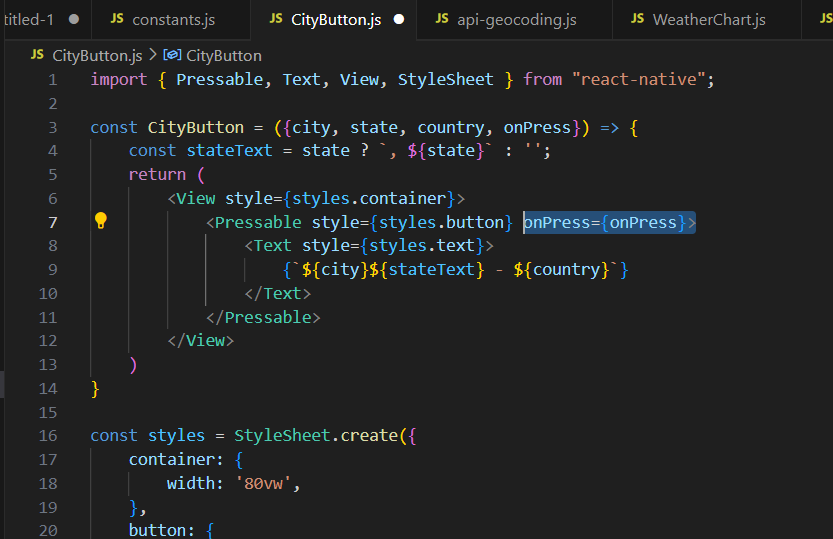 titled-1 JS constants.js JS CityButton.js JS api-geocoding.js JS WeatherChart.js JS
JS CityButton.js > CityButton
1 import { Pressable, Text, View, StyleSheet } from "react-native";
2
3 const CityButton = ({city, state, country, onPress}) => {
4     const stateText = state ? `, ${state}` : '';
5     return (
6         <View style={styles.container}>
7             <Pressable style={styles.button} onPress={onPress}>
8                 <Text style={styles.text}>
9                     {`${city}${stateText} - ${country}`}
10                 </Text>
11             </Pressable>
12         </View>
13     )
14 }
15
16 const styles = StyleSheet.create({
17     container: {
18         width: '80vw',
19     },
20     button: {